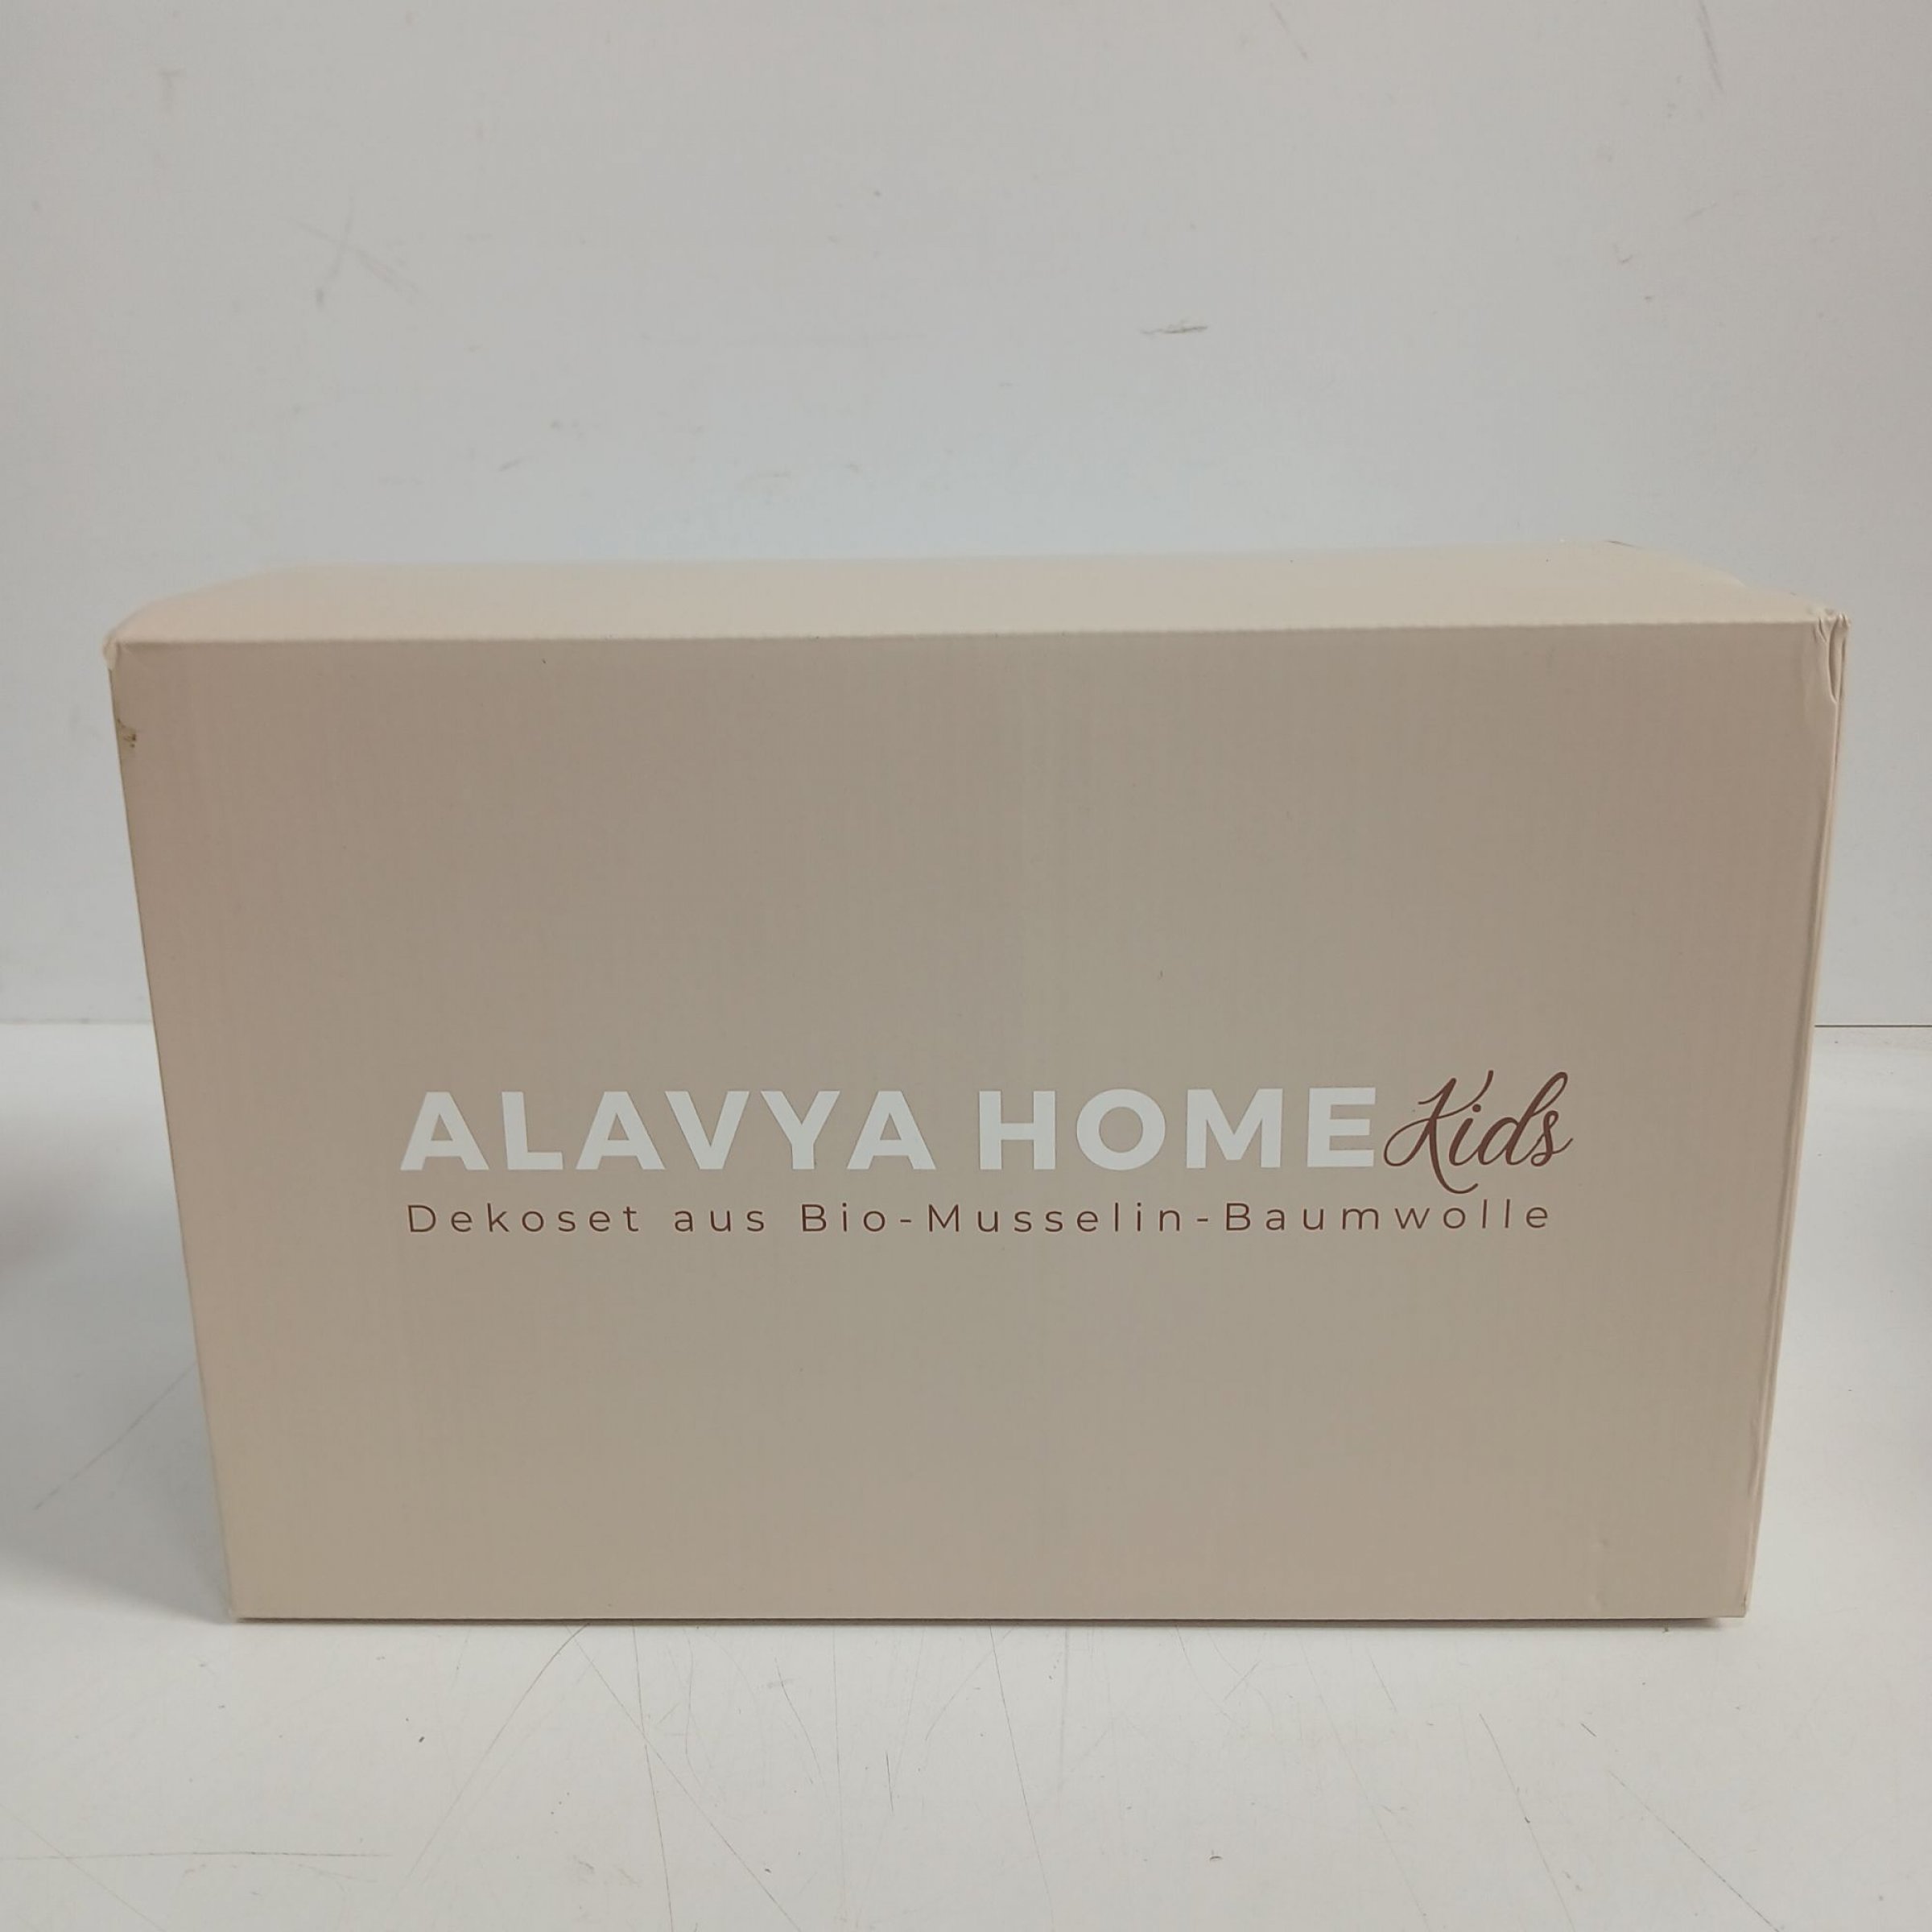 ALAVYA HOME Kids
Dekoset aus Bio-Musselin-Baumwolle